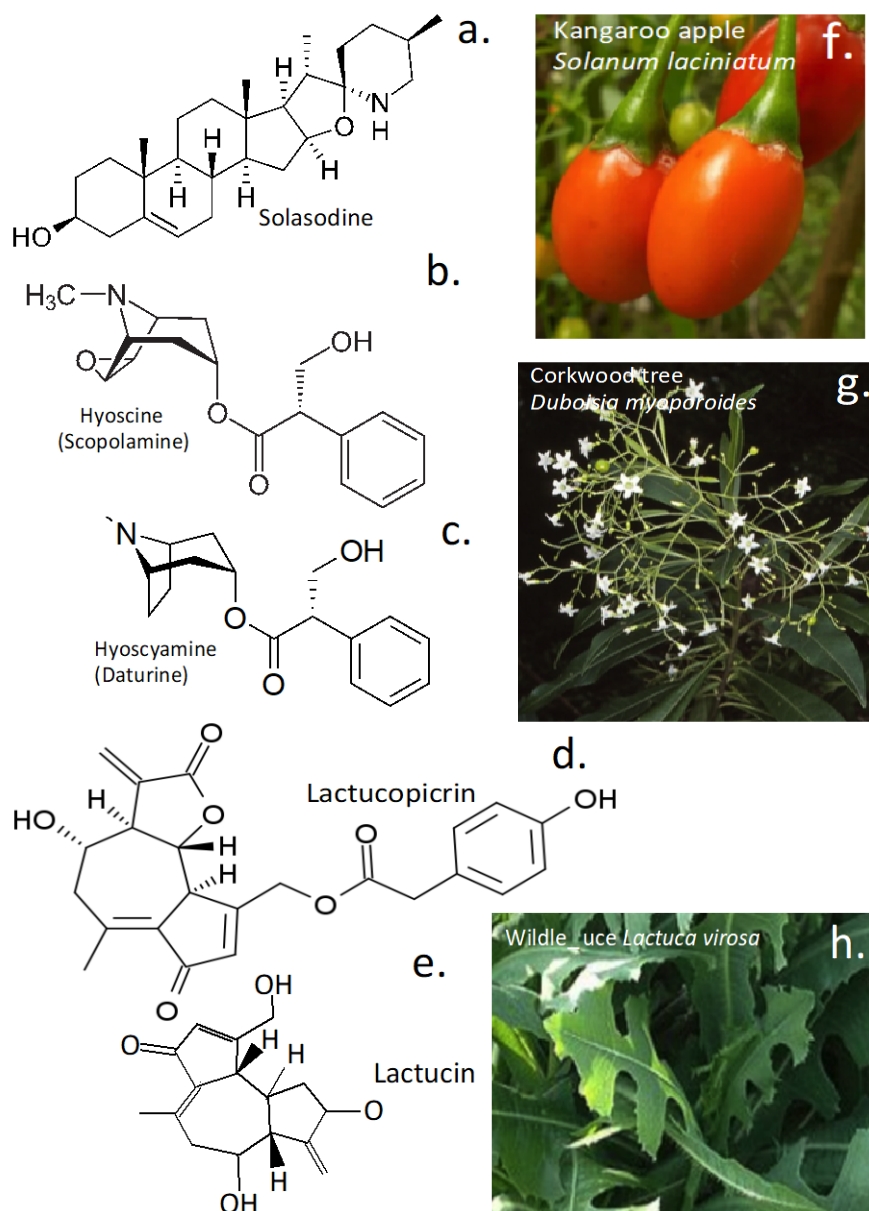 a.
H
H
N
H
O
H
H
H
HO
Solasodine
b.
H₃C
N
O
OH
O
O
Hyoscine
(Scopolamine)
c.
N
OH
O
O
Hyoscyamine
(Daturine)
d.
Lactucopicrin
O
O
H
HO
H
H
O
O
OH
O
e.
OH
O
H
H
Lactucin
O
H
OH
f.
Kangaroo apple
Solanum laciniatum
g.
Corkwood tree
Duboisia myoporoides
h.
Wildle uce Lactuca virosa